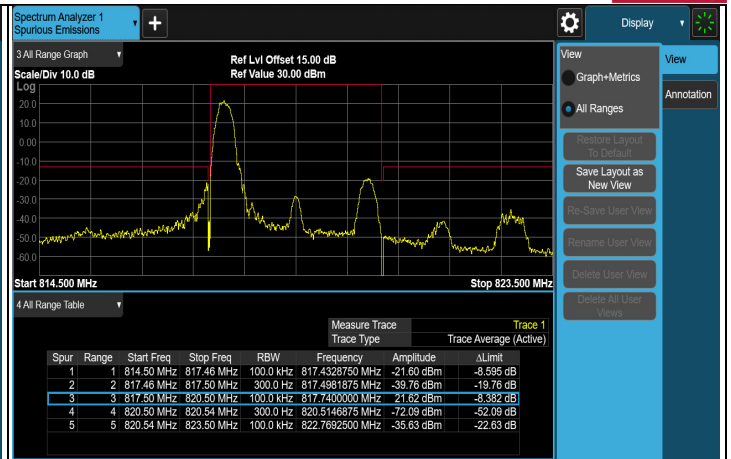 Spectrum Analyzer 1
Spurious Emissions
Display
3 All Range Graph
Ref Lvl Offset 15.00 dB
Scale/Div 10.0 dB
Ref Value 30.00 dBm
Log
20.0
10.0
0.00
-10.0
-20.0
-30.0
-40.0
-50.0
-60.0
Start 814.500 MHz
Stop 823.500 MHz
4 All Range Table
Measure Trace Trace 1
Trace Type Trace Average (Active)
Spur Range Start Freq Stop Freq RBW Frequency Amplitude ΔLimit
1 1 814.50 MHz 817.46 MHz 100.0 kHz 817.4328750 MHz -21.60 dBm -8.595 dB
2 2 817.46 MHz 817.50 MHz 300.0 Hz 817.4981875 MHz -39.76 dBm -19.76 dB
3 3 817.50 MHz 820.50 MHz 100.0 kHz 817.7400000 MHz 21.62 dBm -8.382 dB
4 4 820.50 MHz 820.54 MHz 300.0 Hz 820.5146875 MHz -72.09 dBm -52.09 dB
5 5 820.54 MHz 823.50 MHz 100.0 kHz 822.7692500 MHz -35.63 dBm -22.63 dB
View
Graph+Metrics
All Ranges
Restore Layout
To Default
Save Layout as
New View
Re-Save User View
Rename User View
Delete User View
Delete All User
Views
View
Annotation